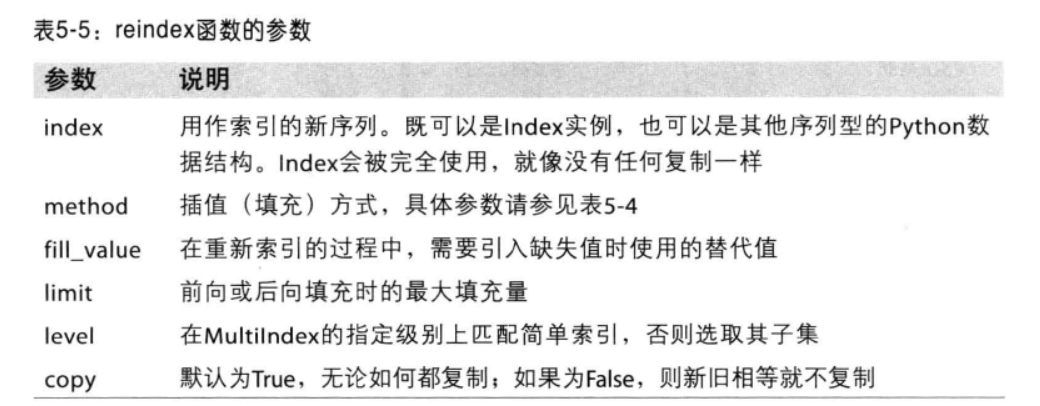 表5-5：reindex函数的参数
参数 说明
index 用作索引的新序列。既可以是Index实例，也可以是其他序列型的Python数
据结构。Index会被完全使用，就像没有任何复制一样
method 插值（填充）方式，具体参数请参见表5-4
fill_value 在重新索引的过程中，需要引入缺失值时使用的替代值
limit 前向或后向填充时的最大填充量
level 在MultiIndex的指定级别上匹配简单索引，否则选取其子集
copy 默认为True，无论如何都复制；如果为False，则新旧相等就不复制